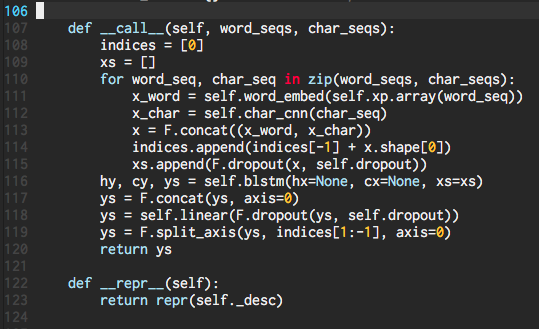 106
107     def __call__(self, word_seqs, char_seqs):
108         indices = [0]
109         xs = []
110         for word_seq, char_seq in zip(word_seqs, char_seqs):
111             x_word = self.word_embed(self.xp.array(word_seq))
112             x_char = self.char_cnn(char_seq)
113             x = F.concat((x_word, x_char))
114             indices.append(indices[-1] + x.shape[0])
115             xs.append(F.dropout(x, self.dropout))
116         hy, cy, ys = self.blstm(hx=None, cx=None, xs=xs)
117         ys = F.concat(ys, axis=0)
118         ys = self.linear(F.dropout(ys, self.dropout))
119         ys = F.split_axis(ys, indices[1:-1], axis=0)
120         return ys
121
122     def __repr__(self):
123         return repr(self._desc)
124